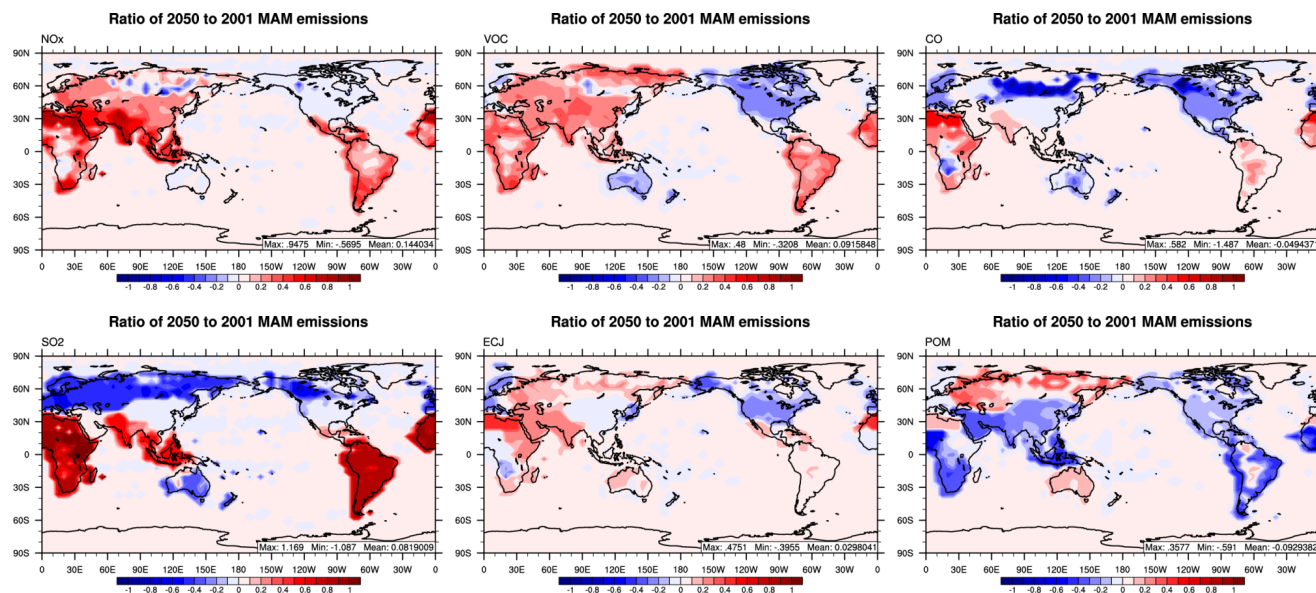 Ratio of 2050 to 2001 MAM emissions
NOx
90N
60N
30N
0
30S
60S
90S
Max: .9475 Min: -.5695 Mean: 0.144034
0 30E 60E 90E 120E 150E 180 150W 120W 90W 60W 30W 0
-1 -0.8 -0.6 -0.4 -0.2 0 0.2 0.4 0.6 0.8 1
Ratio of 2050 to 2001 MAM emissions
VOC
90N
60N
30N
0
30S
60S
90S
Max: .48 Min: -.3208 Mean: 0.0915848
0 30E 60E 90E 120E 150E 180 150W 120W 90W 60W 30W 0
-1 -0.8 -0.6 -0.4 -0.2 0 0.2 0.4 0.6 0.8 1
Ratio of 2050 to 2001 MAM emissions
CO
90N
60N
30N
0
30S
60S
90S
Max: .582 Min: -1.487 Mean: -0.049437
0 30E 60E 90E 120E 150E 180 150W 120W 90W 60W 30W
-1 -0.8 -0.6 -0.4 -0.2 0 0.2 0.4 0.6 0.8 1
Ratio of 2050 to 2001 MAM emissions
SO2
90N
60N
30N
0
30S
60S
90S
Max: 1.169 Min: -1.087 Mean: 0.0819009
0 30E 60E 90E 120E 150E 180 150W 120W 90W 60W 30W 0
-1 -0.8 -0.6 -0.4 -0.2 0 0.2 0.4 0.6 0.8 1
Ratio of 2050 to 2001 MAM emissions
ECJ
90N
60N
30N
0
30S
60S
90S
Max: .4751 Min: -.3955 Mean: 0.0298041
0 30E 60E 90E 120E 150E 180 150W 120W 90W 60W 30W 0
-1 -0.8 -0.6 -0.4 -0.2 0 0.2 0.4 0.6 0.8 1
Ratio of 2050 to 2001 MAM emissions
POM
90N
60N
30N
0
30S
60S
90S
Max: .3577 Min: -.591 Mean: -0.0929382
0 30E 60E 90E 120E 150E 180 150W 120W 90W 60W 30W
-1 -0.8 -0.6 -0.4 -0.2 0 0.2 0.4 0.6 0.8 1